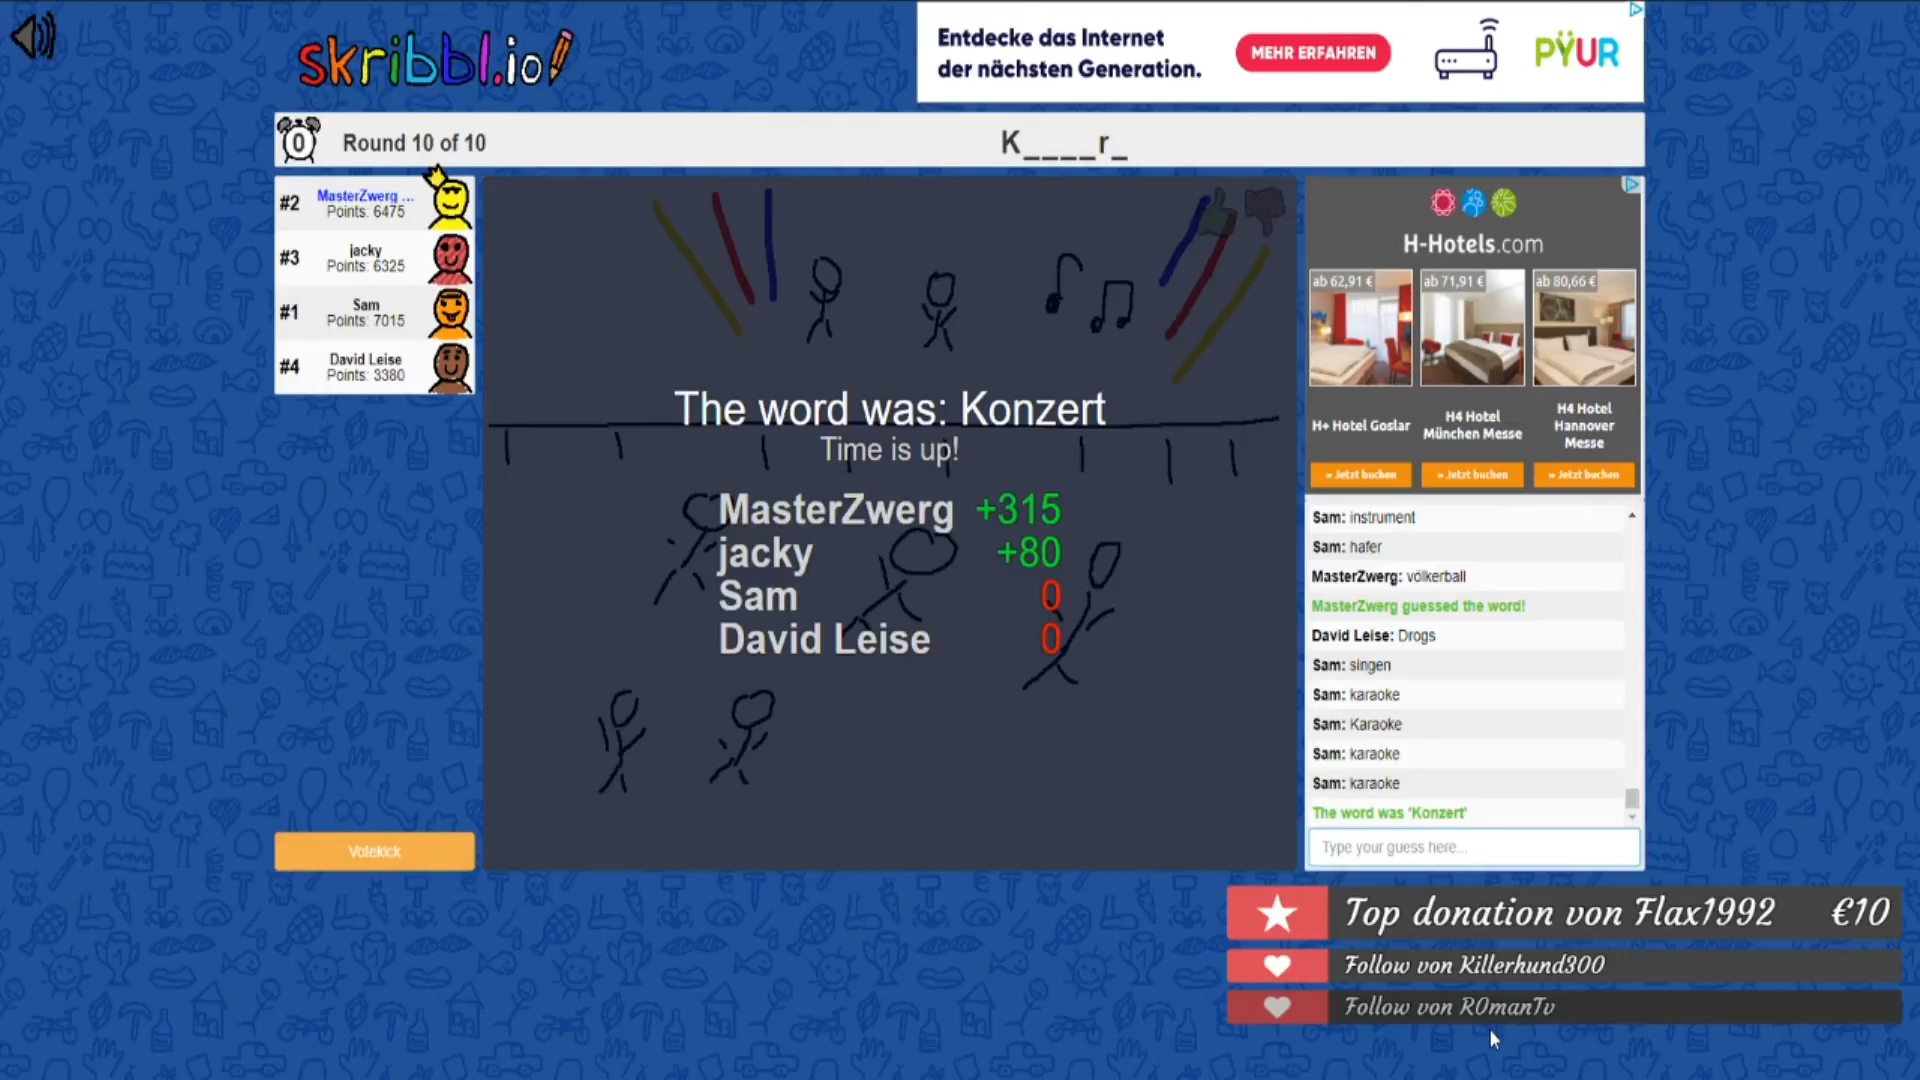 skribbl.io
Entdecke das Internet
der nächsten Generation.
MEHR ERFAHREN
PŸUR
0
Round 10 of 10
K____r_
#2
MasterZwerg ...
Points: 6475
#3
jacky
Points: 6325
#1
Sam
Points: 7015
#4
David Leise
Points: 3380
Votekick
The word was: Konzert
Time is up!
MasterZwerg +315
jacky +80
Sam 0
David Leise 0
H-Hotels.com
ab 62,91 €
ab 71,91 €
ab 80,66 €
H+ Hotel Goslar
H4 Hotel
München Messe
H4 Hotel
Hannover
Messe
» Jetzt buchen
» Jetzt buchen
» Jetzt buchen
Sam: instrument
Sam: hafer
MasterZwerg: völkerball
MasterZwerg guessed the word!
David Leise: Drogs
Sam: singen
Sam: karaoke
Sam: Karaoke
Sam: karaoke
Sam: karaoke
The word was 'Konzert'
Type your guess here...
Top donation von Flax1992 €10
Follow von Killerhund300
Follow von R0manTv